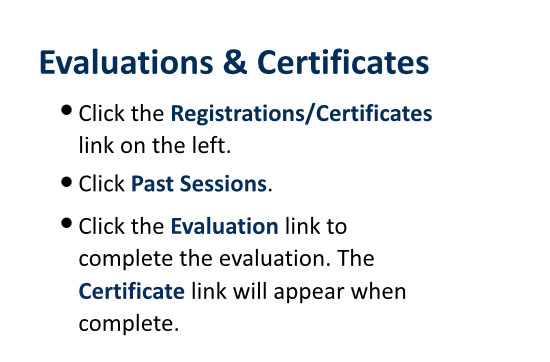 Evaluations & Certificates
• Click the Registrations/Certificates
link on the left.
• Click Past Sessions.
• Click the Evaluation link to
complete the evaluation. The
Certificate link will appear when
complete.